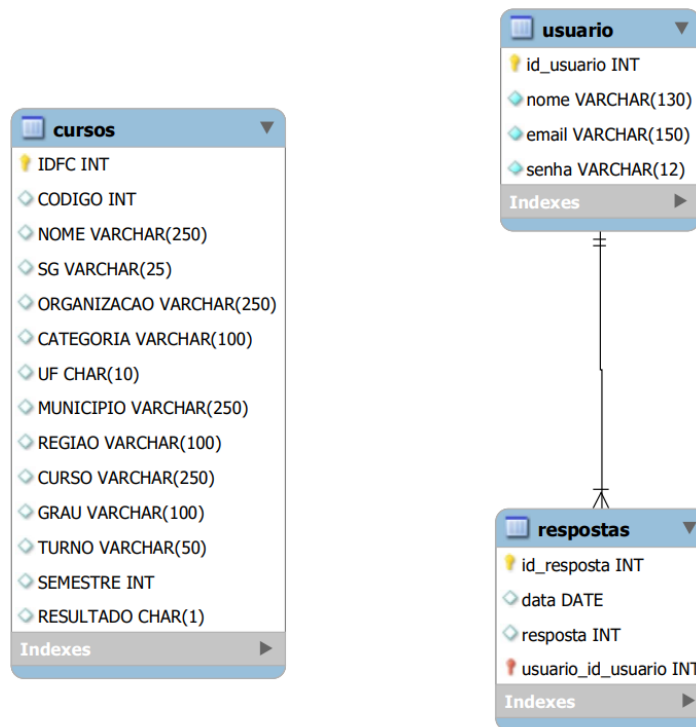 usuario
id_usuario INT
nome VARCHAR(130)
email VARCHAR(150)
senha VARCHAR(12)
Indexes
cursos
IDFC INT
CODIGO INT
NOME VARCHAR(250)
SG VARCHAR(25)
ORGANIZACAO VARCHAR(250)
CATEGORIA VARCHAR(100)
UF CHAR(10)
MUNICIPIO VARCHAR(250)
REGIAO VARCHAR(100)
CURSO VARCHAR(250)
GRAU VARCHAR(100)
TURNO VARCHAR(50)
SEMESTRE INT
RESULTADO CHAR(1)
Indexes
respostas
id_resposta INT
data DATE
resposta INT
usuario_id_usuario INT
Indexes